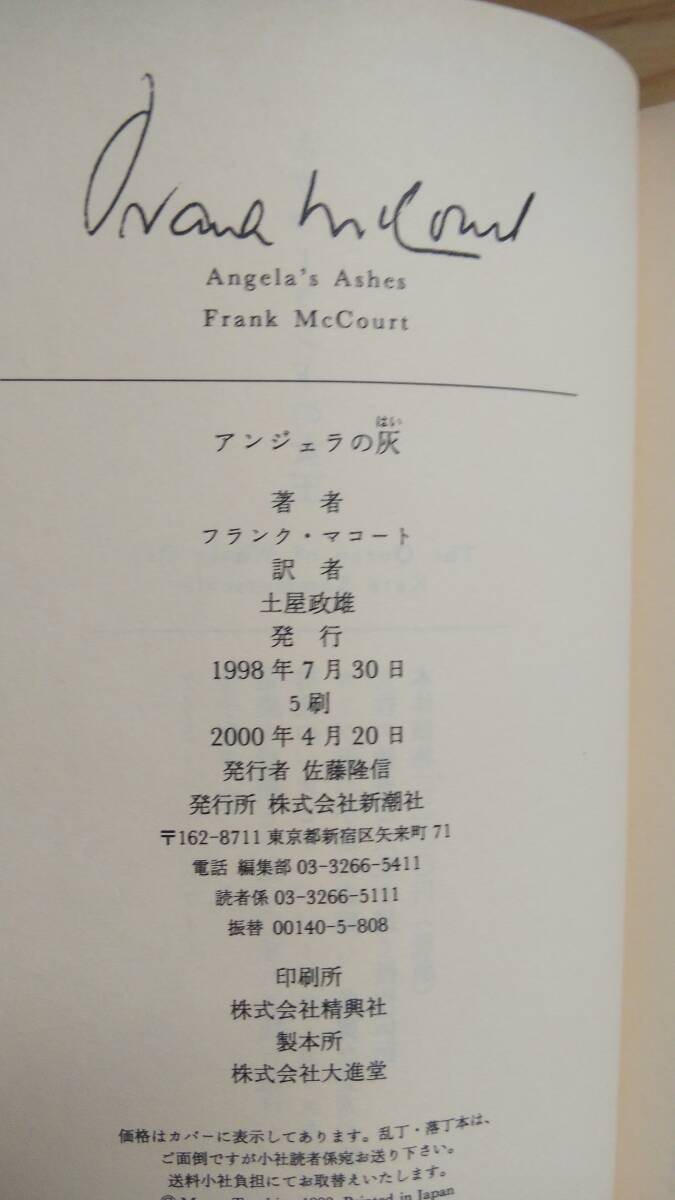 Frank McCourt
Angela's Ashes
Frank McCourt
アンジェラの灰
はい
著 者
フランク・マコート
訳 者
土屋政雄
発 行
1998年7月30日
5刷
2000年4月20日
発行者 佐藤隆信
発行所 株式会社新潮社
〒162-8711 東京都新宿区矢来町71
電話 編集部 03-3266-5411
読者係 03-3266-5111
振替 00140-5-808
印刷所
株式会社精興社
製本所
株式会社大進堂
価格はカバーに表示してあります。乱丁・落丁本は、
ご面倒ですが小社読者係宛お送り下さい。
送料小社負担にてお取替えいたします。
Printed in Japan